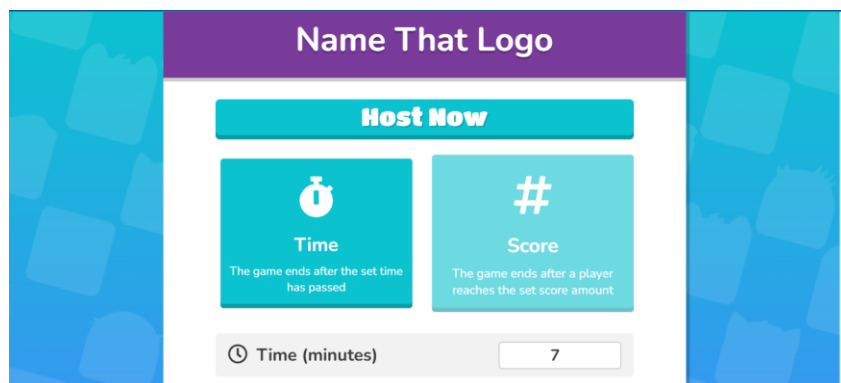 Name That Logo
Host Now
#
Time
The game ends after the set time
has passed
Score
The game ends after a player
reaches the set score amount
Time (minutes)
7